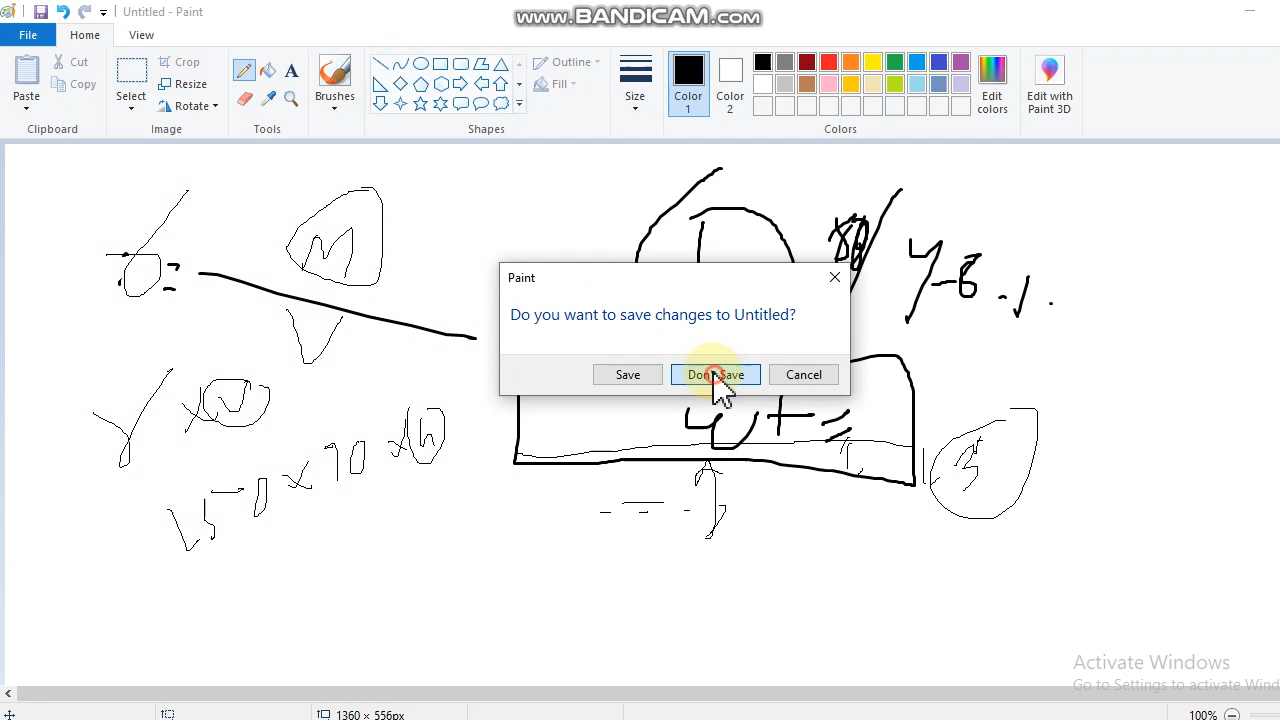 Untitled - Paint
www.BANDICAM.com
File
Home
View
Paste
Cut
Copy
Clipboard
Select
Crop
Resize
Rotate
Image
Tools
Brushes
Shapes
Outline
Fill
Size
Color 1
Color 2
Edit colors
Edit with Paint 3D
Colors
Paint
Do you want to save changes to Untitled?
Save
Don't Save
Cancel
Activate Windows
Go to Settings to activate Wind
1360 × 556px
100%